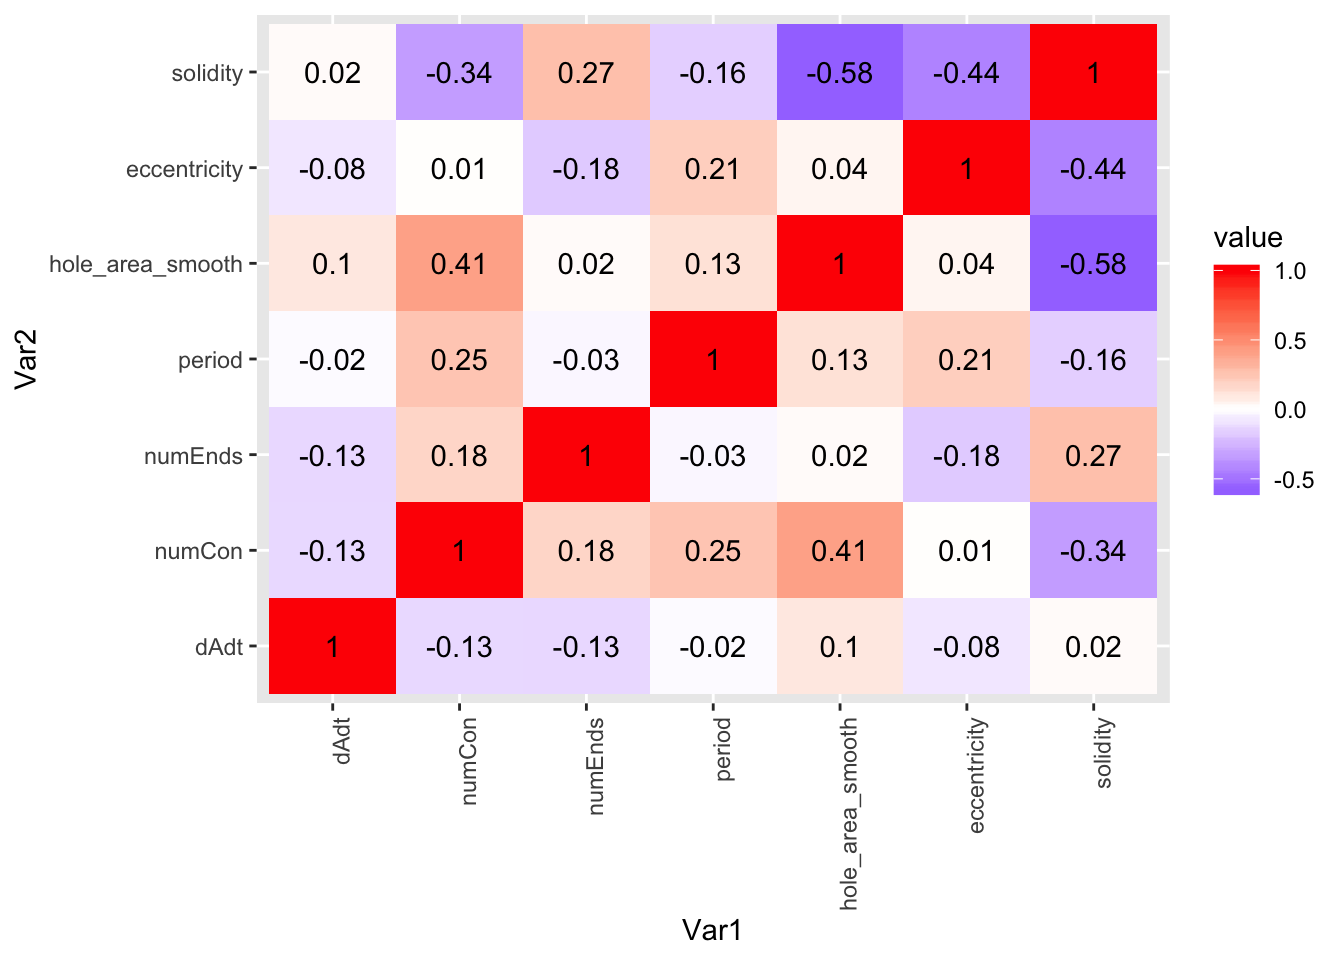 solidity 0.02 -0.34 0.27 -0.16 -0.58 -0.44 1
eccentricity -0.08 0.01 -0.18 0.21 0.04 1 -0.44
hole_area_smooth 0.1 0.41 0.02 0.13 1 0.04 -0.58
period -0.02 0.25 -0.03 1 0.13 0.21 -0.16
numEnds -0.13 0.18 1 -0.03 0.02 -0.18 0.27
numCon -0.13 1 0.18 0.25 0.41 0.01 -0.34
dAdt 1 -0.13 -0.13 -0.02 0.1 -0.08 0.02
Var2
dAdt
numCon
numEnds
period
hole_area_smooth
eccentricity
solidity
Var1
value
1.0
0.5
0.0
-0.5